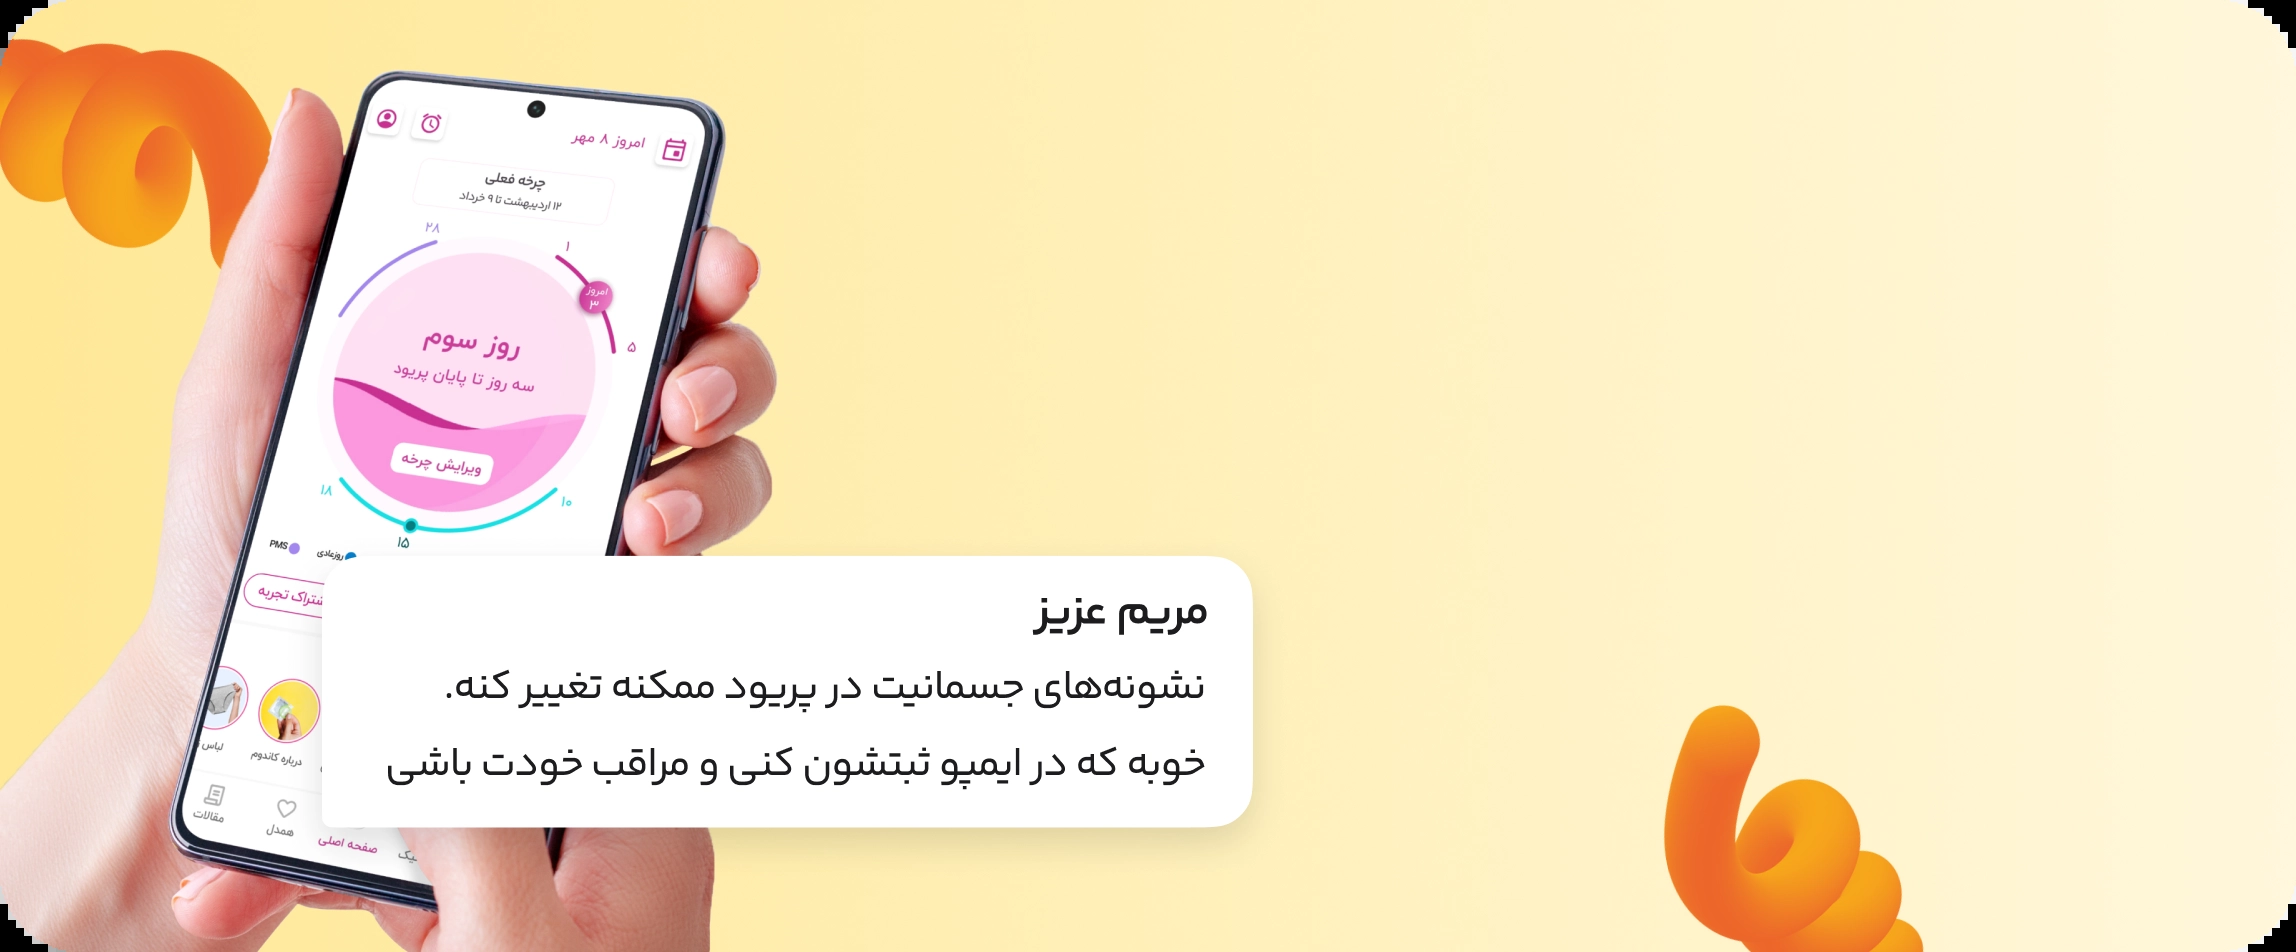 امروز ۸ مهر
چرخه فعلی
۱۲ اردیبهشت تا ۹ خرداد
۲۸
۱
امروز
۳
۵
روز سوم
سه روز تا پایان پریود
ویرایش چرخه
۱۸
۱۰
۱۵
روزعادی
PMS
تجربه
درباره کاندوم
لباس
مقالات
همدل
صفحه اصلی
مریم عزیز
نشونه‌های جسمانیت در پریود ممکنه تغییر کنه.
خوبه که در ایمپو ثبتشون کنی و مراقب خودت باشی